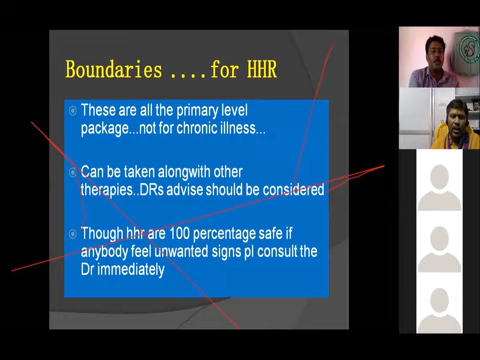 Boundaries ....for HHR
These are all the primary level
package...not for chronic illness...
Can be taken alongwith other
therapies..DRs advise should be considered
Though hhr are 100 percentage safe if
anybody feel unwanted signs pl consult the
Dr immediately